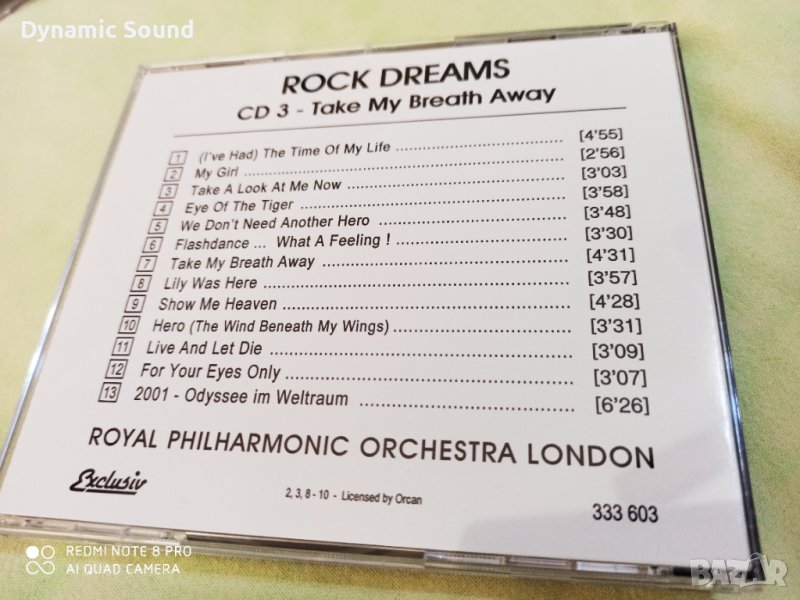 Dynamic Sound
ROCK DREAMS
CD 3 - Take My Breath Away
1 (I've Had) The Time Of My Life [4'55]
2 My Girl [2'56]
3 Take A Look At Me Now [3'03]
4 Eye Of The Tiger [3'58]
5 We Don't Need Another Hero [3'48]
6 Flashdance ... What A Feeling ! [3'30]
7 Take My Breath Away [4'31]
8 Lily Was Here [3'57]
9 Show Me Heaven [4'28]
10 Hero (The Wind Beneath My Wings) [3'31]
11 Live And Let Die [3'09]
12 For Your Eyes Only [3'07]
13 2001 - Odyssee im Weltraum [6'26]
ROYAL PHILHARMONIC ORCHESTRA LONDON
Exclusiv
2, 3, 8 - 10 - Licensed by Orcan
333 603
REDMI NOTE 8 PRO
AI QUAD CAMERA
BAZAR